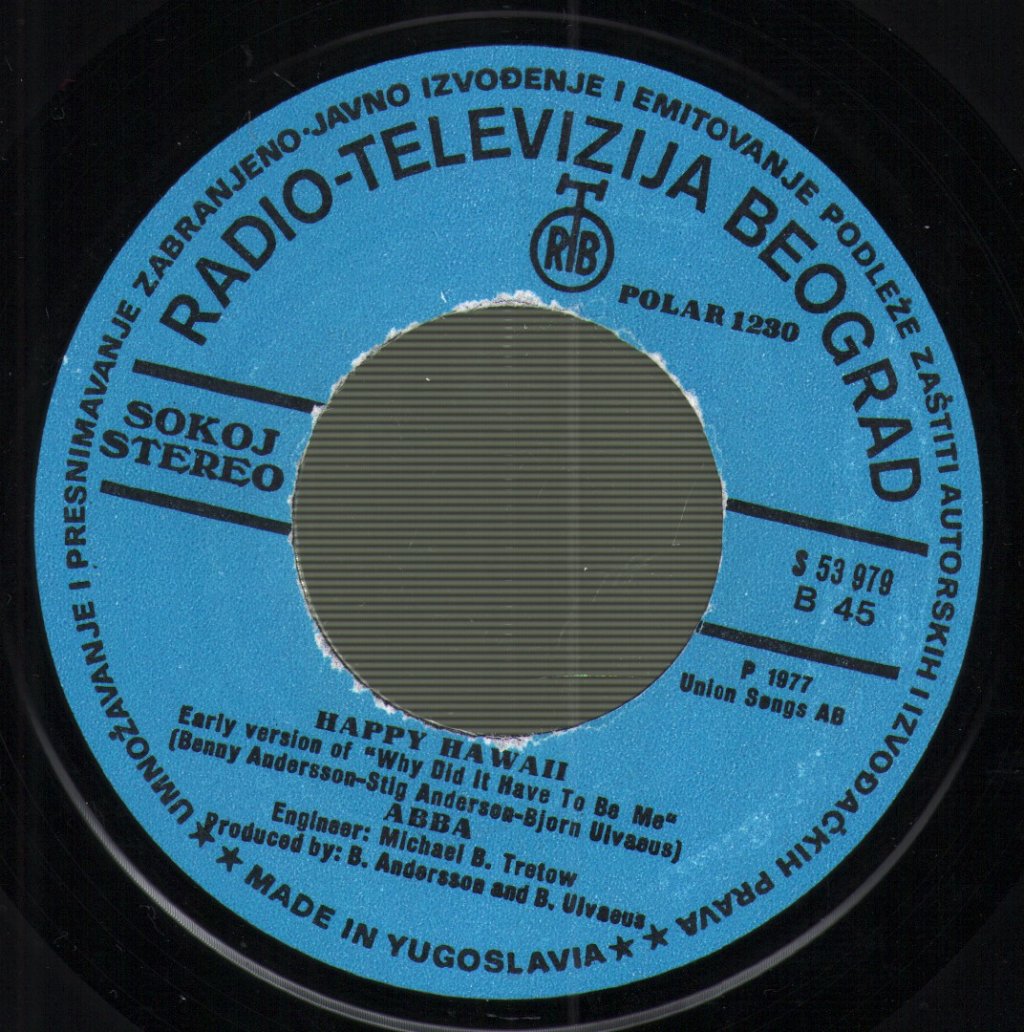 UMNOŽAVANJE I PRESNIMAVANJE ZABRANJENO·JAVNO IZVOĐENJE I EMITOVANJE PODLEŽE ZAŠTITI AUTORSKIH I IZVOĐAČKIH PRAVA
RADIO-TELEVIZIJA BEOGRAD
RTB
POLAR 1230
SOKOJ
STEREO
S 53 979
B 45
P 1977
Union Songs AB
HAPPY HAWAII
Early version of "Why Did It Have To Be Me"
(Benny Andersson-Stig Anderson-Bjorn Ulvaeus)
ABBA
Engineer: Michael B. Tretow
Produced by: B. Andersson and B. Ulvaeus
★ ★ MADE IN YUGOSLAVIA ★ ★